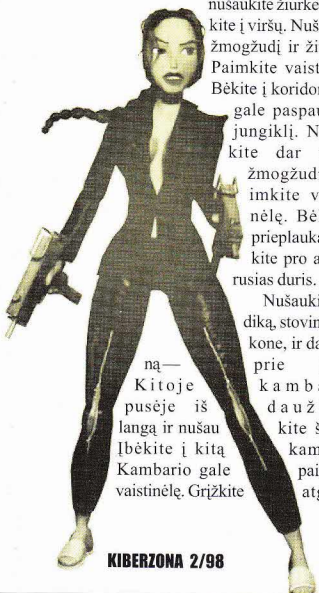 nušaukite žiurke
kite į viršų. Nuš
žmogžudį ir ži
Paimkite vaist
Bėkite į koridor
gale paspau
jungiklį. N
kite dar
žmogžud
imkite v
nėlę. Bė
prieplauka
kite pro a
rusias duris.
Nušauki
diką, stovin
kone, ir da
ną— prie
Kitoje kamb
pusėje iš dauž
langą ir nušau kite š
Įbėkite į kitą kam
Kambario gale pai
vaistinėlę. Grįžkite atg
KIBERZONA 2/98